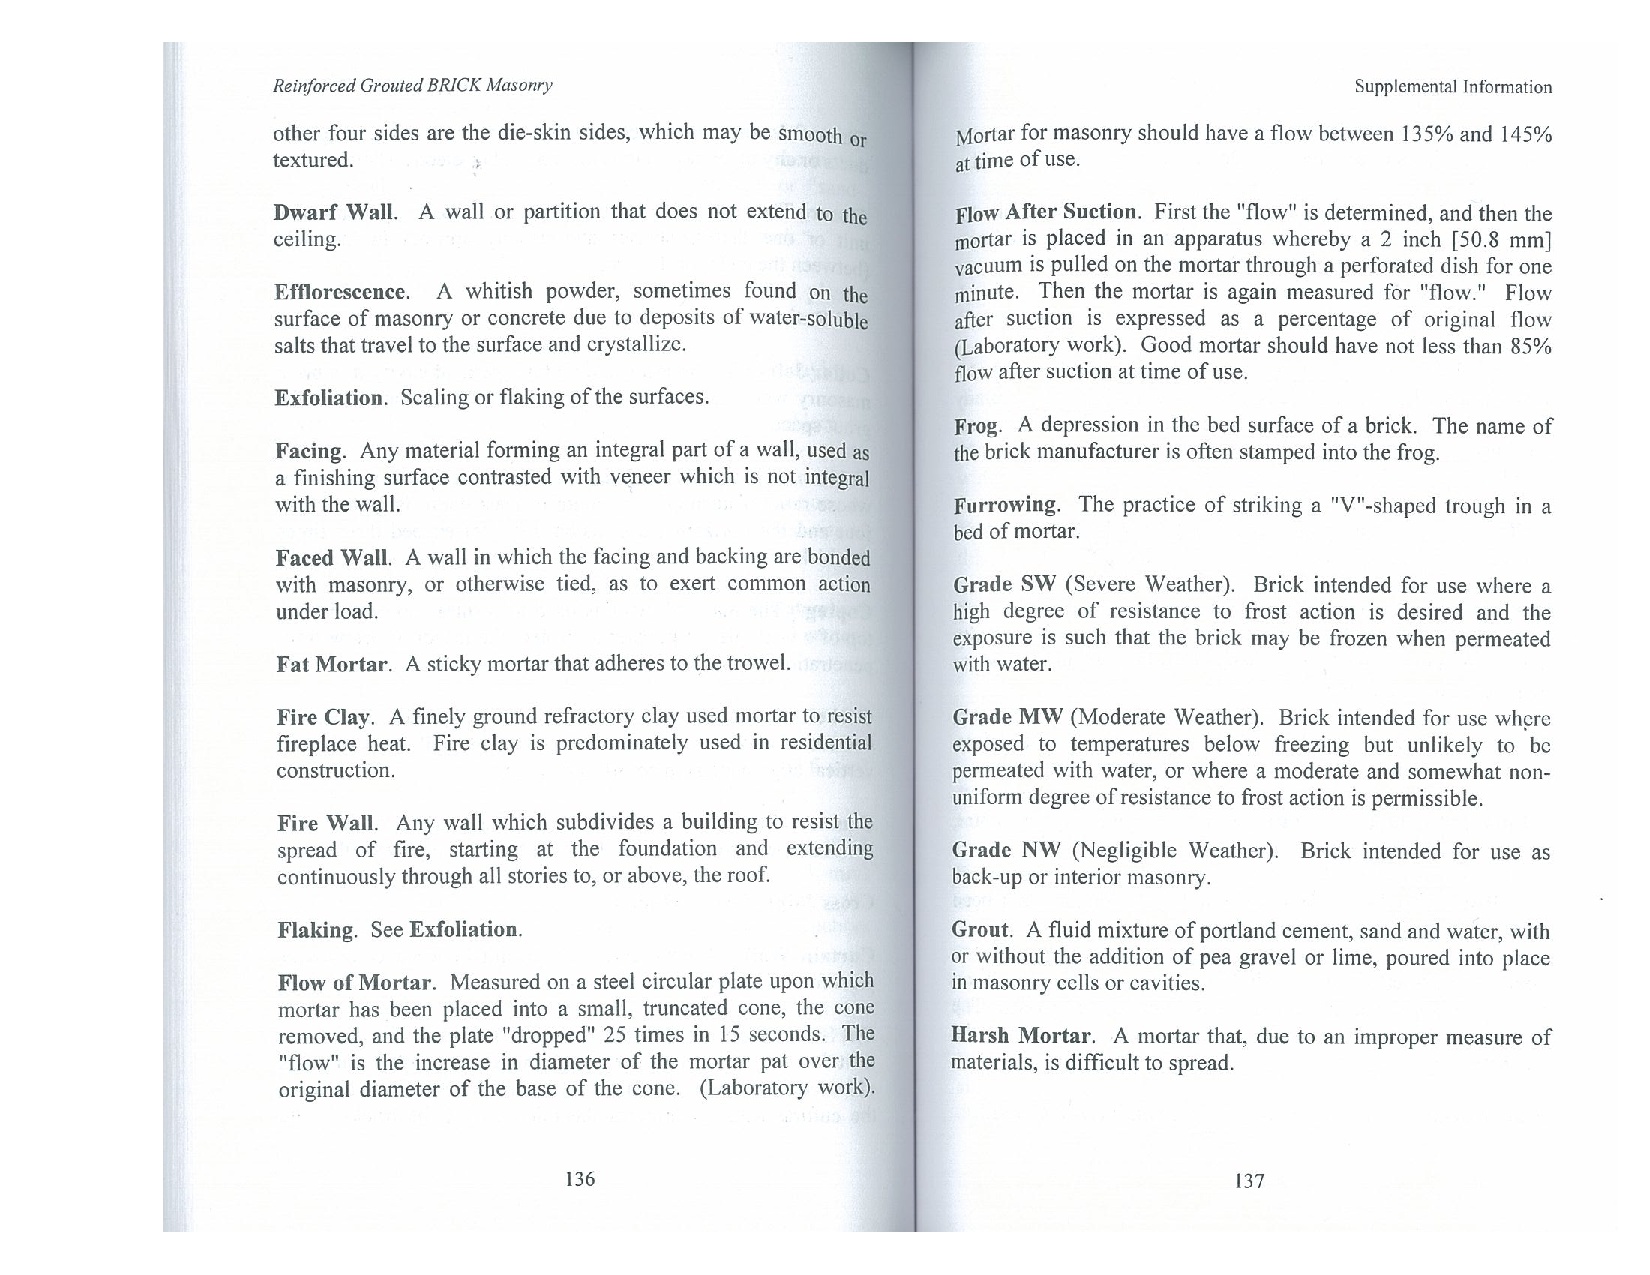 Reinforced Grouted BRICK Masonry
other four sides are the die-skin sides, which may be smooth or
textured.
Dwarf Wall. A wall or partition that does not extend to the
ceiling.
Efflorescence. A whitish powder, sometimes found on the
surface of masonry or concrete due to deposits of water-soluble
salts that travel to the surface and crystallize.
Exfoliation. Scaling or flaking of the surfaces.
Facing. Any material forming an integral part of a wall, used as
a finishing surface contrasted with veneer which is not integral
with the wall.
Faced Wall. A wall in which the facing and backing are bonded
with masonry, or otherwise tied, as to exert common action
under load.
Fat Mortar. A sticky mortar that adheres to the trowel.
Fire Clay. A finely ground refractory clay used mortar to resist
fireplace heat. Fire clay is predominately used in residential
construction.
Fire Wall. Any wall which subdivides a building to resist the
spread of fire, starting at the foundation and extending
continuously through all stories to, or above, the roof.
Flaking. See Exfoliation.
Flow of Mortar. Measured on a steel circular plate upon which
mortar has been placed into a small, truncated cone, the cone
removed, and the plate "dropped" 25 times in 15 seconds. The
"flow" is the increase in diameter of the mortar pat over the
original diameter of the base of the cone. (Laboratory work).
136
Supplemental Information
Mortar for masonry should have a flow between 135% and 145%
at time of use.
Flow After Suction. First the "flow" is determined, and then the
mortar is placed in an apparatus whereby a 2 inch [50.8 mm]
vacuum is pulled on the mortar through a perforated dish for one
minute. Then the mortar is again measured for "flow." Flow
after suction is expressed as a percentage of original flow
(Laboratory work). Good mortar should have not less than 85%
flow after suction at time of use.
Frog. A depression in the bed surface of a brick. The name of
the brick manufacturer is often stamped into the frog.
Furrowing. The practice of striking a "V"-shaped trough in a
bed of mortar.
Grade SW (Severe Weather). Brick intended for use where a
high degree of resistance to frost action is desired and the
exposure is such that the brick may be frozen when permeated
with water.
Grade MW (Moderate Weather). Brick intended for use where
exposed to temperatures below freezing but unlikely to be
permeated with water, or where a moderate and somewhat non-
uniform degree of resistance to frost action is permissible.
Grade NW (Negligible Weather). Brick intended for use as
back-up or interior masonry.
Grout. A fluid mixture of portland cement, sand and water, with
or without the addition of pea gravel or lime, poured into place
in masonry cells or cavities.
Harsh Mortar. A mortar that, due to an improper measure of
materials, is difficult to spread.
137